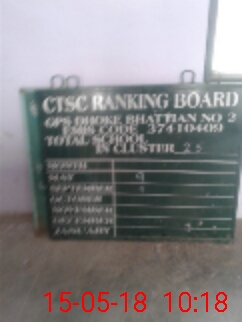 CTSC RANKING BOARD
GPS DHOKE BHATTIAN NO 2
EMIS CODE 37410409
TOTAL SCHOOL
IN CLUSTER 25
MONTH
MAY 9
SEPTEMBER
OCTOBER
NOVEMBER
DECEMBER
JANUARY
15-05-18 10:18